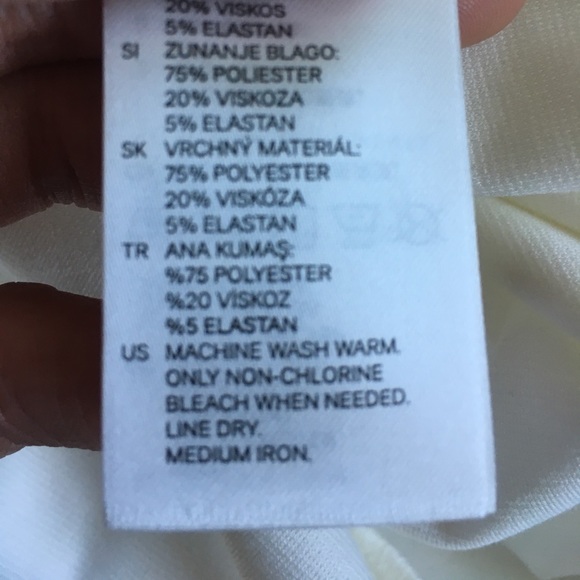 20% VISKOS
5% ELASTAN
SI ZUNANJE BLAGO:
75% POLIESTER
20% VISKOZA
5% ELASTAN
SK VRCHNÝ MATERIÁL:
75% POLYESTER
20% VISKÓZA
5% ELASTAN
TR ANA KUMAŞ:
%75 POLYESTER
%20 VİSKOZ
%5 ELASTAN
US MACHINE WASH WARM.
ONLY NON-CHLORINE
BLEACH WHEN NEEDED.
LINE DRY.
MEDIUM IRON.